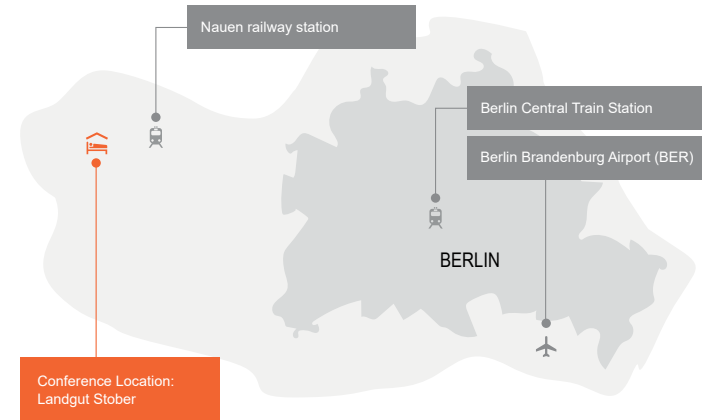 Nauen railway station
Berlin Central Train Station
Berlin Brandenburg Airport (BER)
BERLIN
Conference Location:
Landgut Stober